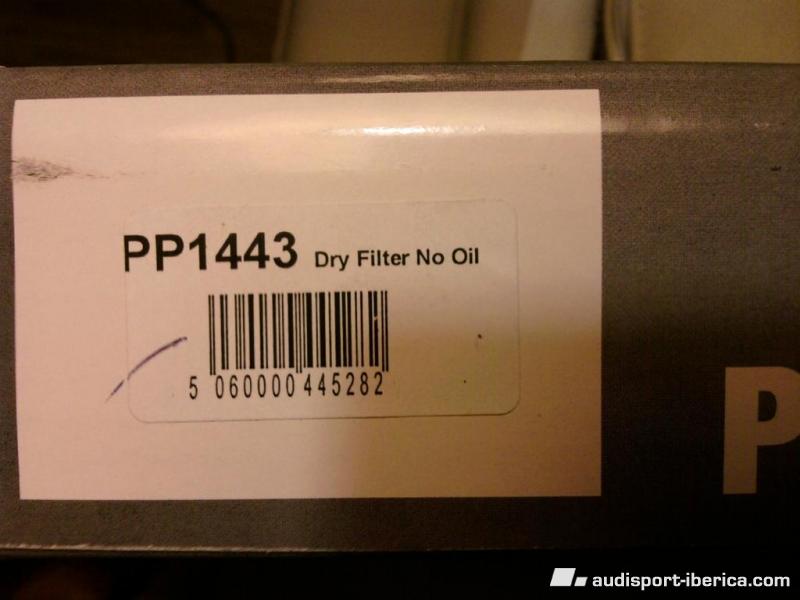 PP1443 Dry Filter No Oil
5 060000 445282
P
audisport-iberica.com